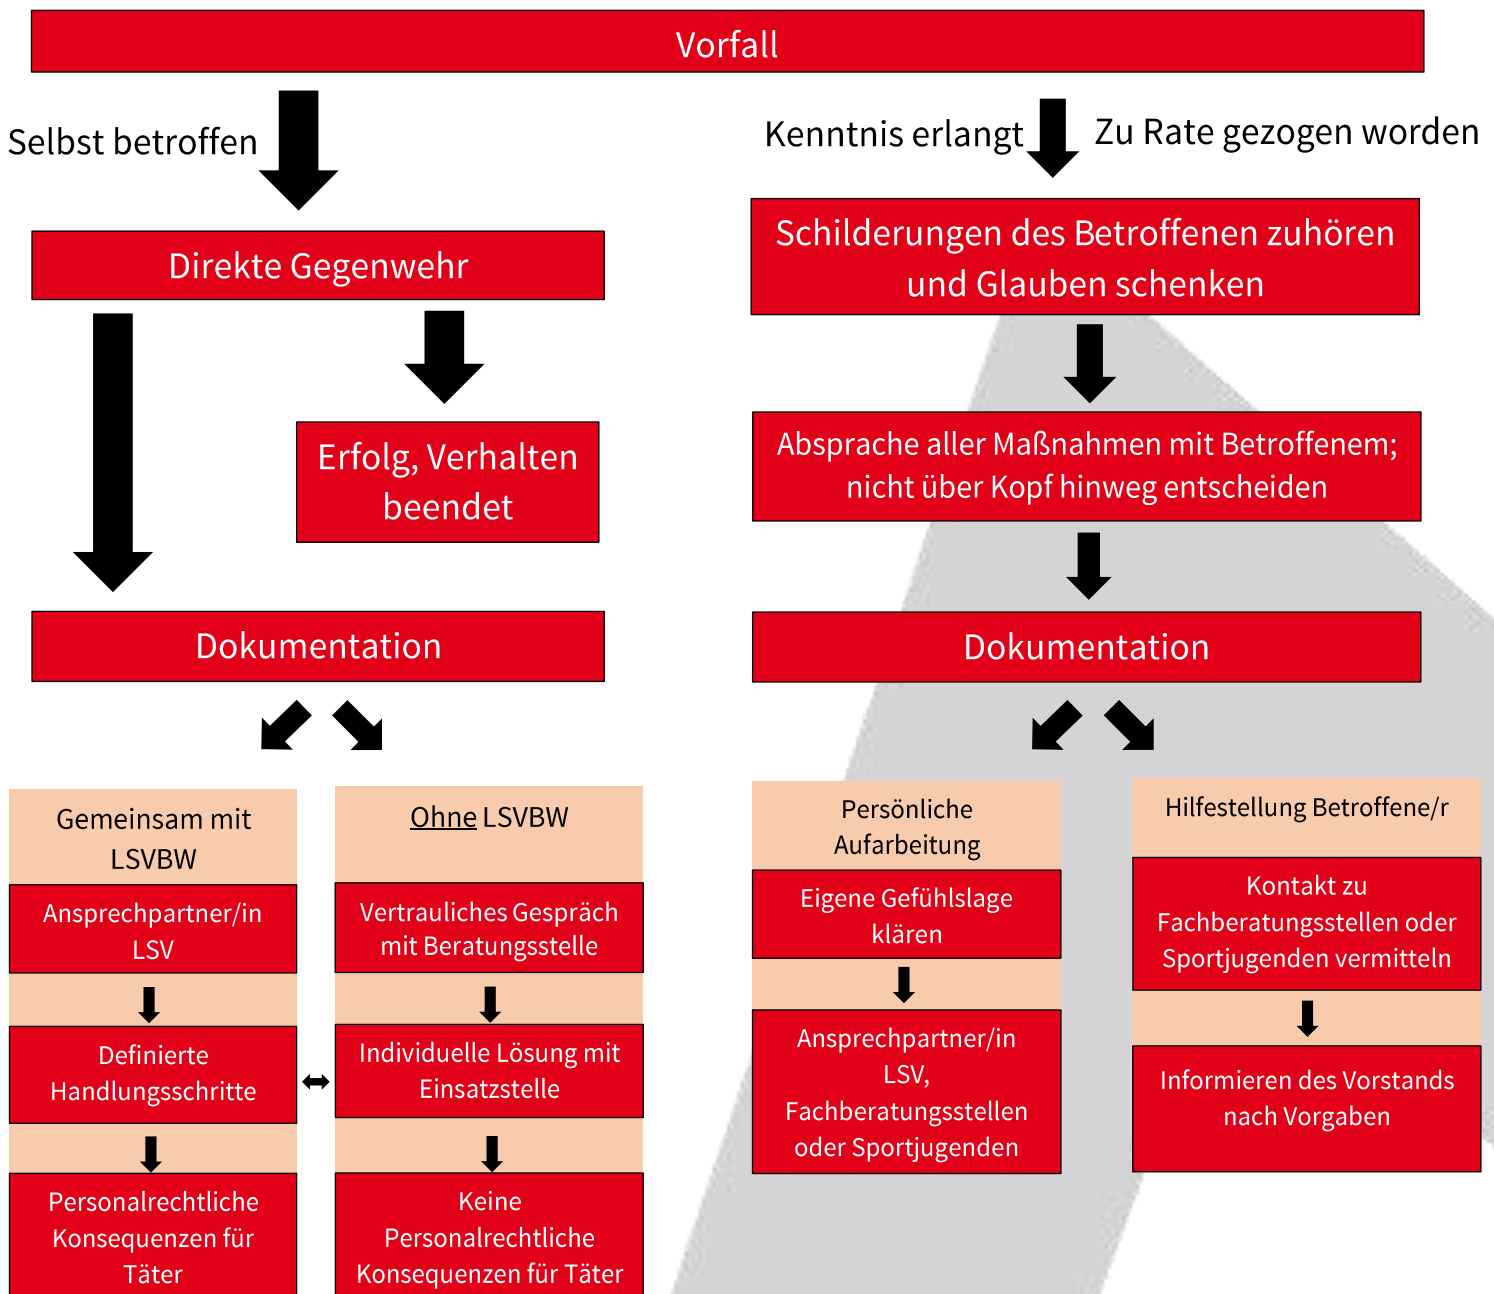 Vorfall
Selbst betroffen
Kenntnis erlangt
Zu Rate gezogen worden
Direkte Gegenwehr
Erfolg, Verhalten
beendet
Dokumentation
Gemeinsam mit
LSVBW
Ansprechpartner/in
LSV
Definierte
Handlungsschritte
Personalrechtliche
Konsequenzen für
Täter
Ohne LSVBW
Vertrauliches Gespräch
mit Beratungsstelle
Individuelle Lösung mit
Einsatzstelle
Keine
Personalrechtliche
Konsequenzen für Täter
Schilderungen des Betroffenen zuhören
und Glauben schenken
Absprache aller Maßnahmen mit Betroffenem;
nicht über Kopf hinweg entscheiden
Dokumentation
Persönliche
Aufarbeitung
Eigene Gefühlslage
klären
Ansprechpartner/in
LSV,
Fachberatungsstellen
oder Sportjugenden
Hilfestellung Betroffene/r
Kontakt zu
Fachberatungsstellen oder
Sportjugenden vermitteln
Informieren des Vorstands
nach Vorgaben